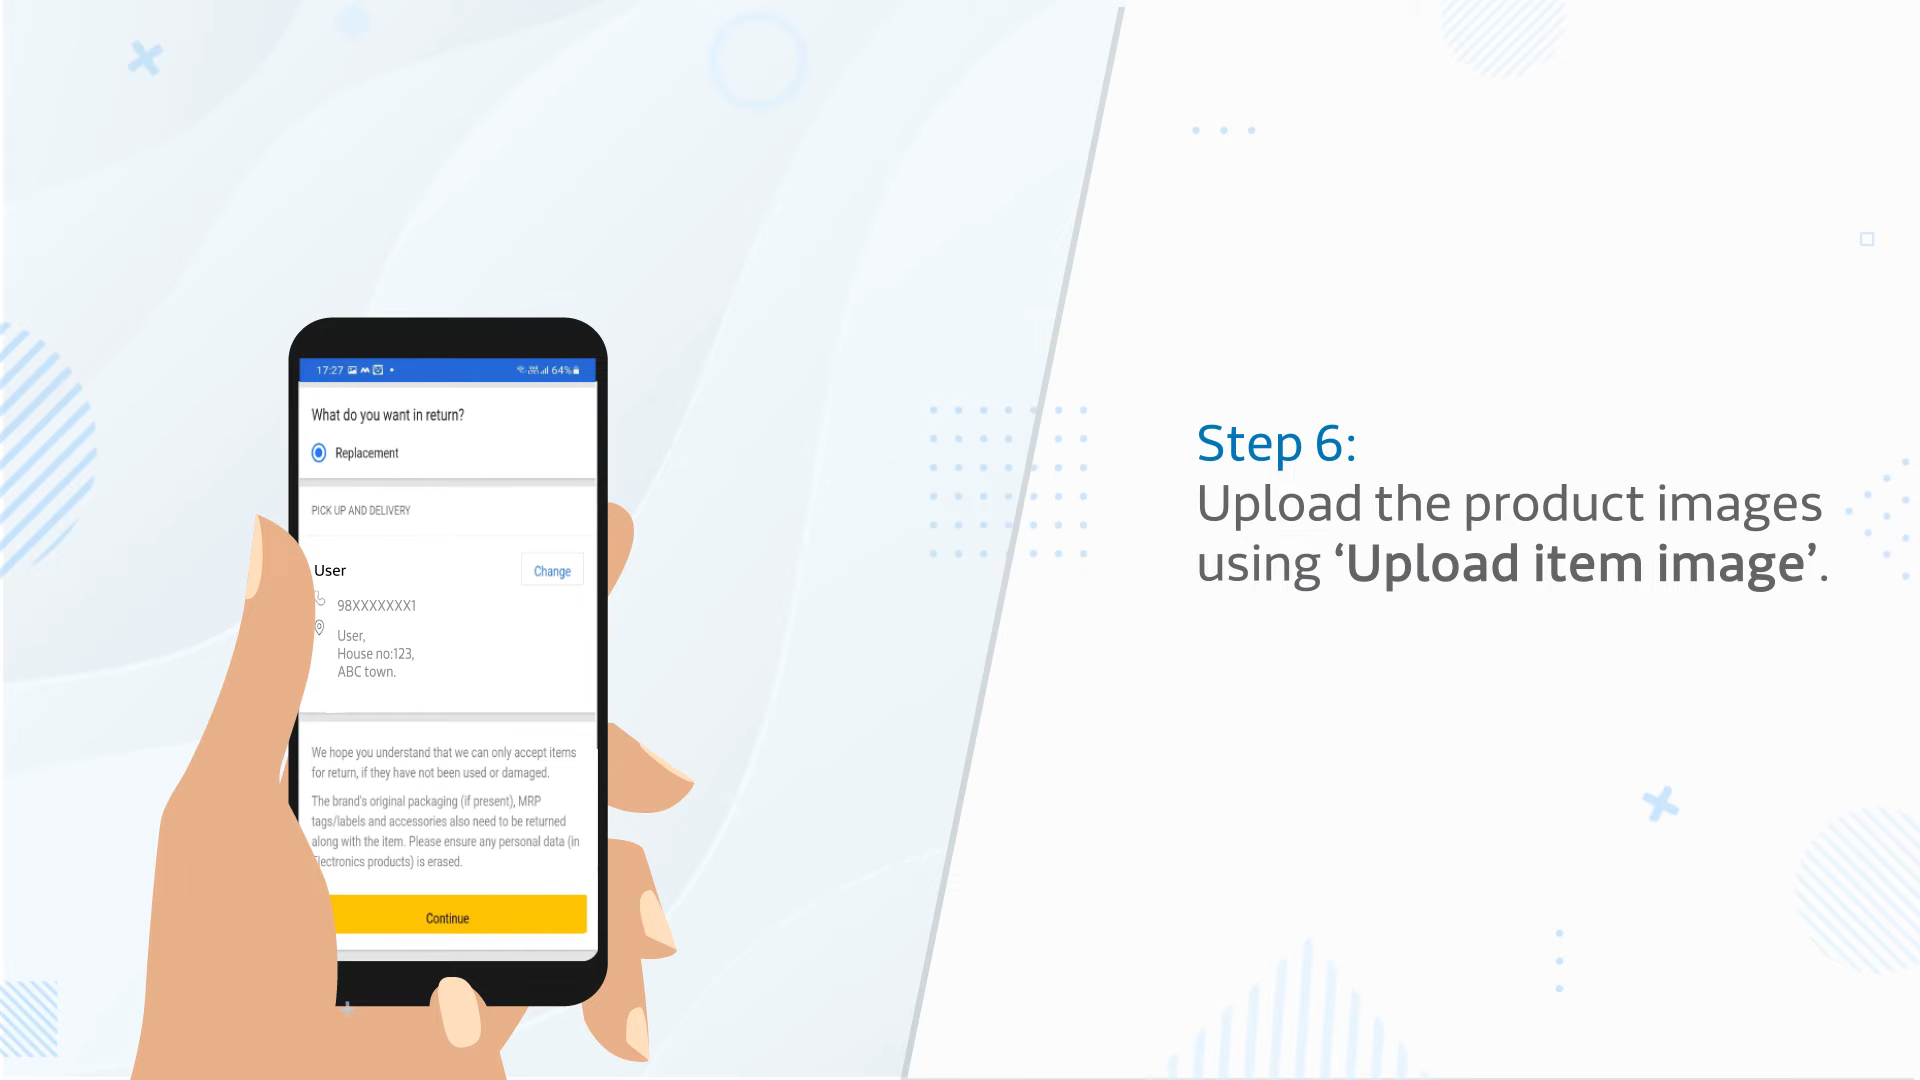 17:27 64%
What do you want in return?
Replacement
PICK UP AND DELIVERY
User
Change
98XXXXXXX1
User,
House no:123,
ABC town.
We hope you understand that we can only accept items
for return, if they have not been used or damaged.
The brand's original packaging (if present), MRP
tags/labels and accessories also need to be returned
along with the item. Please ensure any personal data (in
Electronics products) is erased.
Continue
Step 6:
Upload the product images
using ‘Upload item image’.